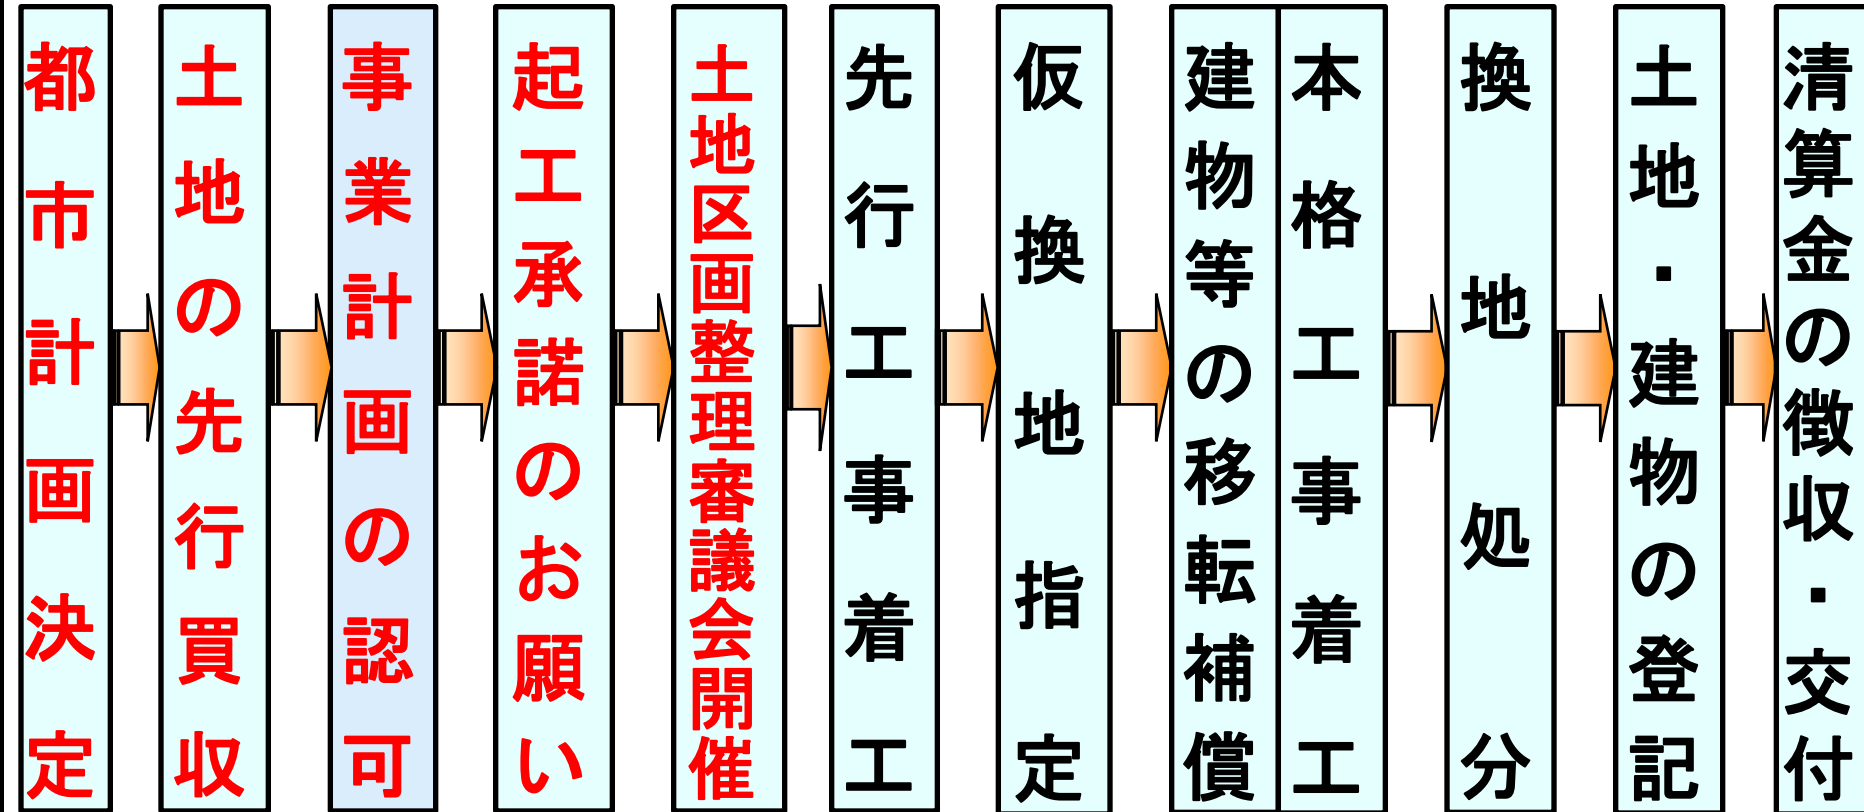 都市計画決定
土地の先行買収
事業計画の認可
起工承諾のお願い
土地区画整理審議会開催
先行工事着工
仮換地指定
建物等の移転補償
本格工事着工
換地処分
土地・建物の登記
清算金の徴収・交付